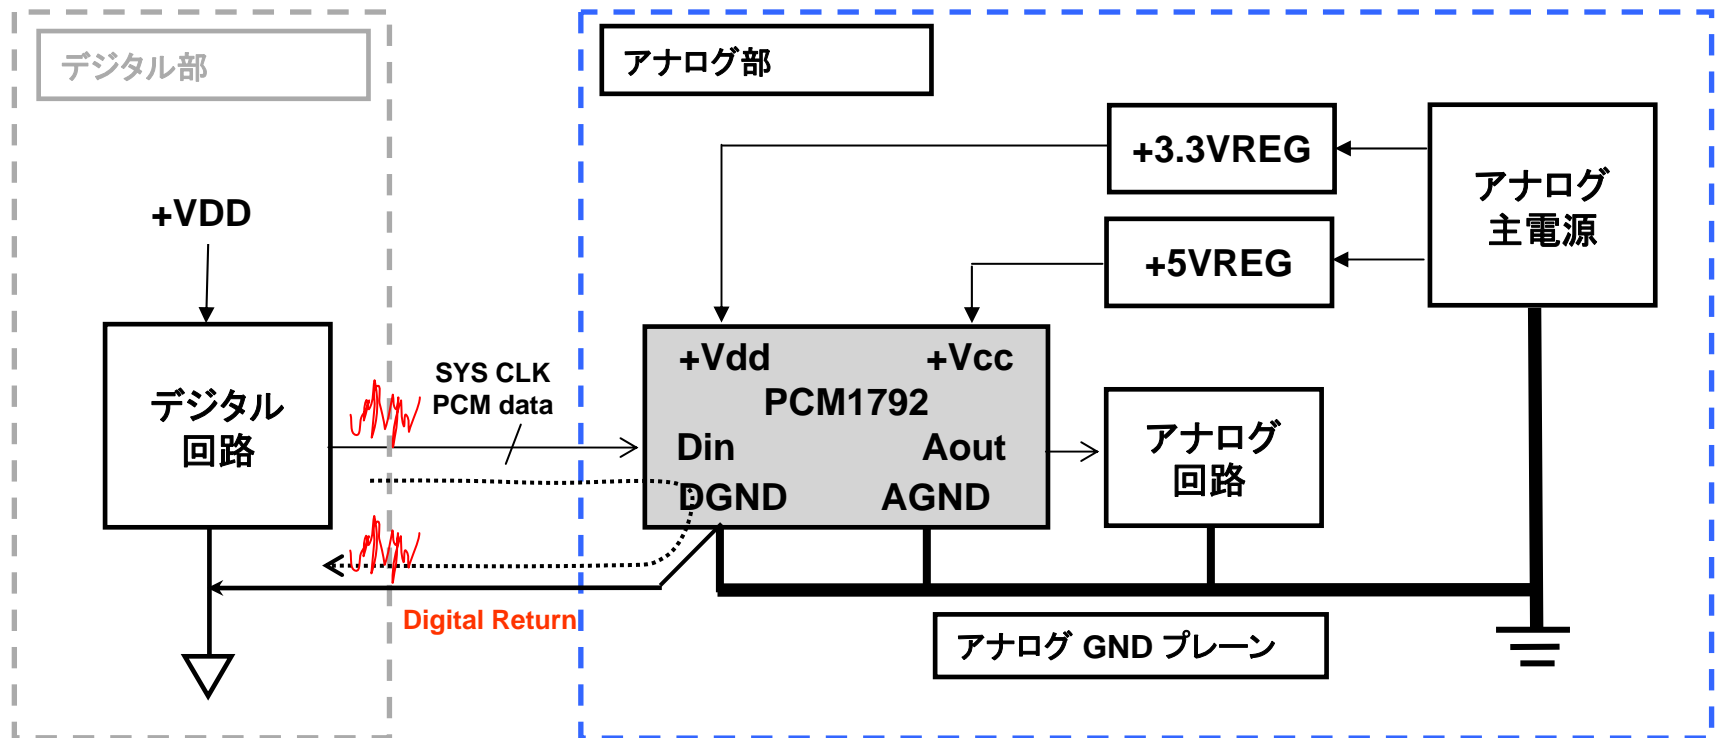 デジタル部
アナログ部
+3.3VREG
アナログ
主電源
+VDD
+5VREG
デジタル
回路
SYS CLK
PCM data
+Vdd
+Vcc
PCM1792
Din
Aout
DGND
AGND
アナログ
回路
Digital Return
アナログ GND プレーン